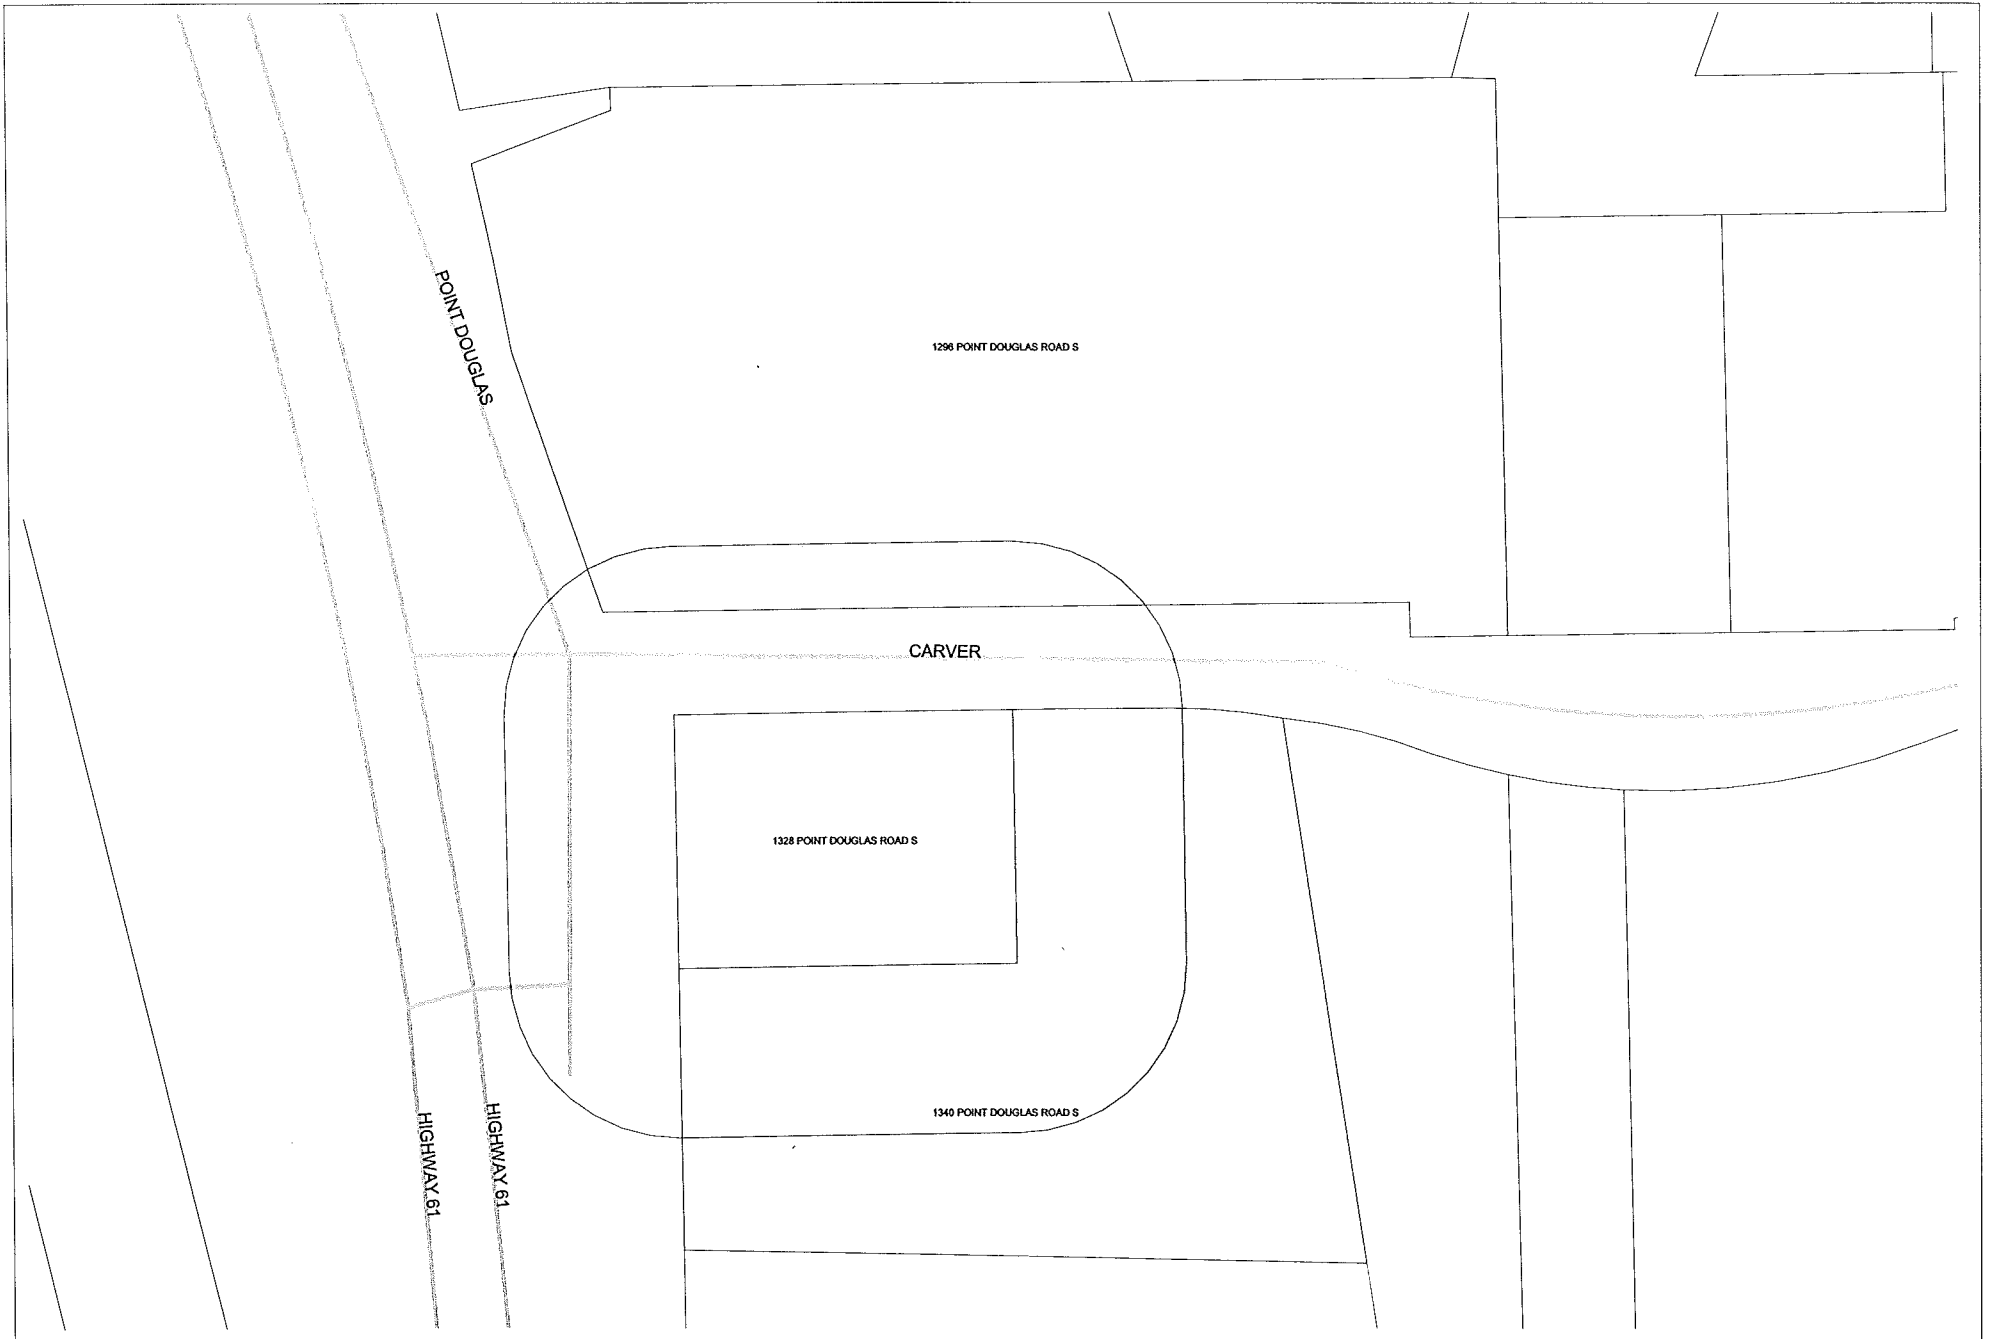 POINT DOUGLAS
1296 POINT DOUGLAS ROAD S
CARVER
1328 POINT DOUGLAS ROAD S
1340 POINT DOUGLAS ROAD S
HIGHWAY 61
HIGHWAY 61